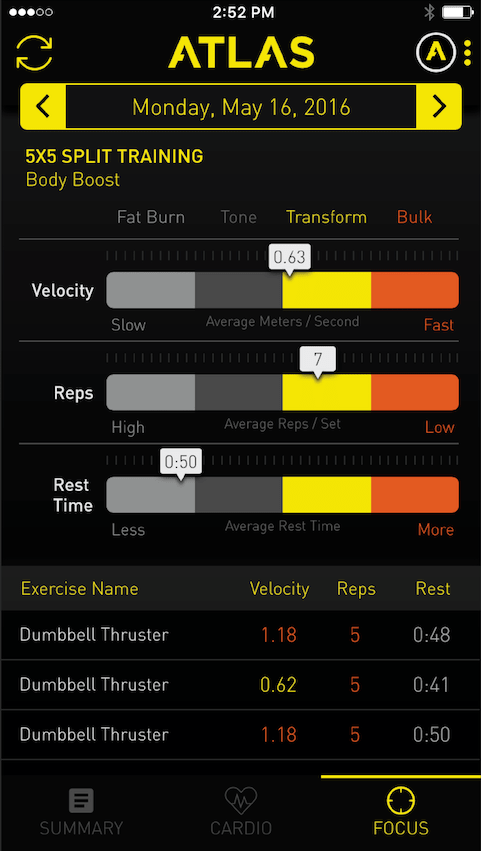 2:52 PM
ATLAS
A
Monday, May 16, 2016
5X5 SPLIT TRAINING
Body Boost
Fat Burn Tone Transform Bulk
0.63
Velocity
Slow Average Meters / Second Fast
7
Reps
High Average Reps / Set Low
0:50
Rest
Time
Less Average Rest Time More
Exercise Name Velocity Reps Rest
Dumbbell Thruster 1.18 5 0:48
Dumbbell Thruster 0.62 5 0:41
Dumbbell Thruster 1.18 5 0:50
SUMMARY CARDIO FOCUS